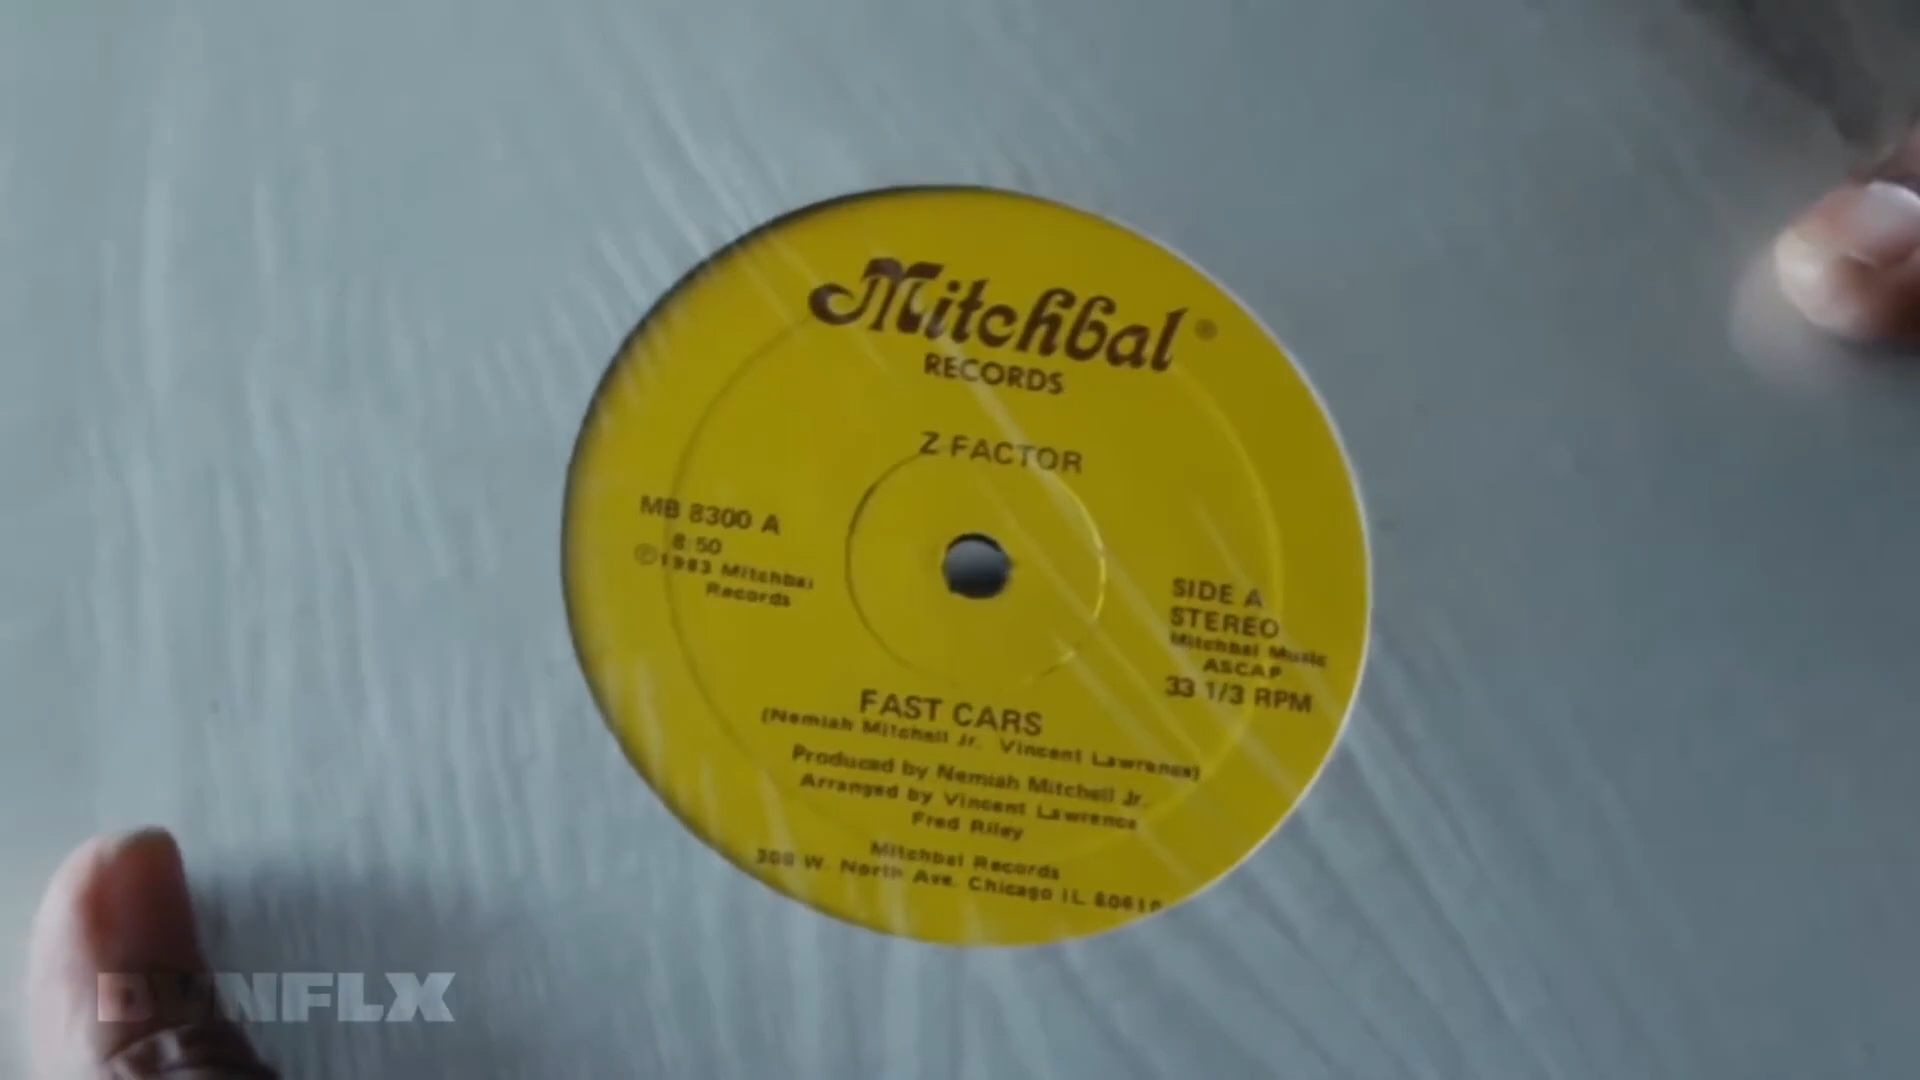 Mitchbal ®
RECORDS
Z FACTOR
MB 8300 A
8:50
℗1983 Mitchbal
Records
SIDE A
STEREO
Mitchbal Music
ASCAP
33 1/3 RPM
FAST CARS
(Nemiah Mitchell Jr. Vincent Lawrence)
Produced by Nemiah Mitchell Jr.
Arranged by Vincent Lawrence
Fred Riley
Mitchbal Records
308 W. North Ave. Chicago IL 60610
DYNFLX